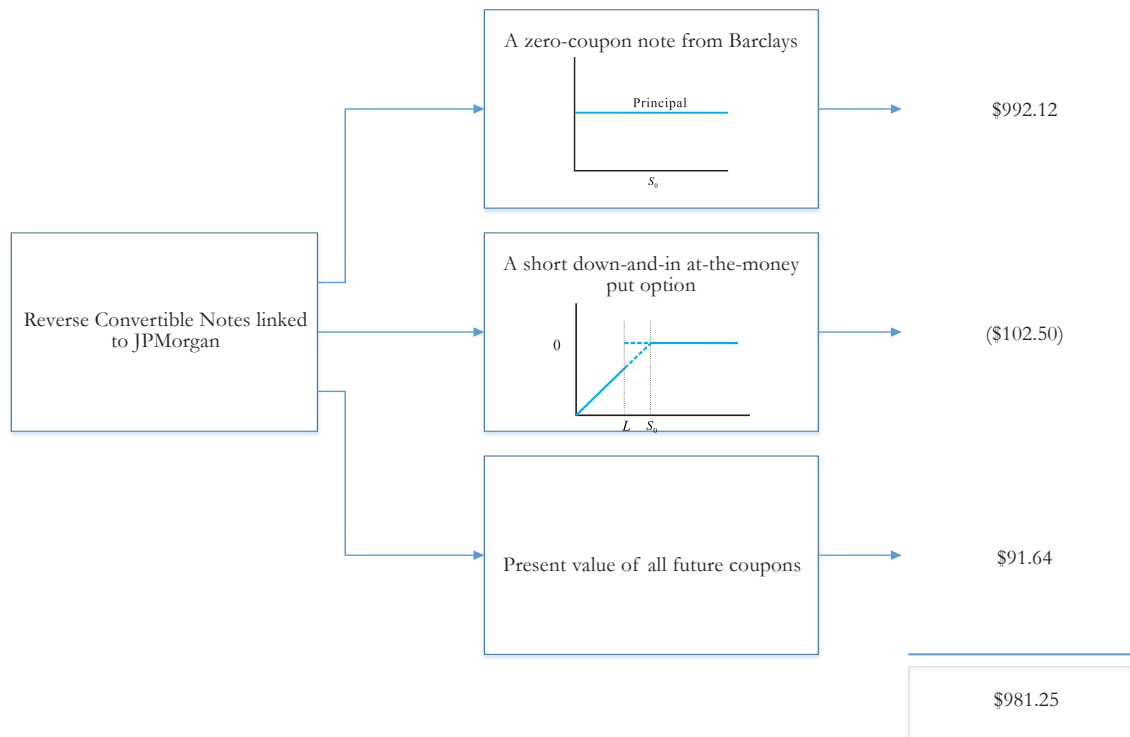 A zero-coupon note from Barclays
Principal
S₀
$992.12
Reverse Convertible Notes linked
to JPMorgan
A short down-and-in at-the-money
put option
0
L S₀
($102.50)
Present value of all future coupons
$91.64
$981.25